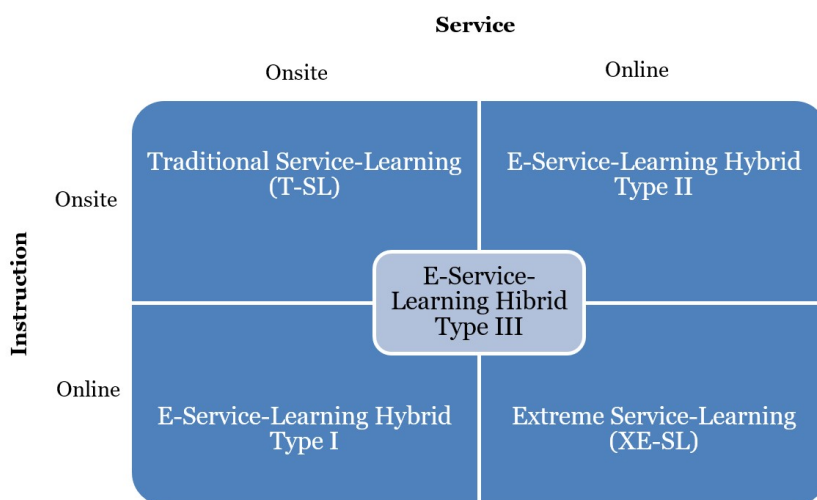 Service
Onsite
Online
Instruction
Onsite
Traditional Service-Learning
(T-SL)
E-Service-Learning Hybrid
Type II
E-Service-
Learning Hibrid
Type III
Online
E-Service-Learning Hybrid
Type I
Extreme Service-Learning
(XE-SL)